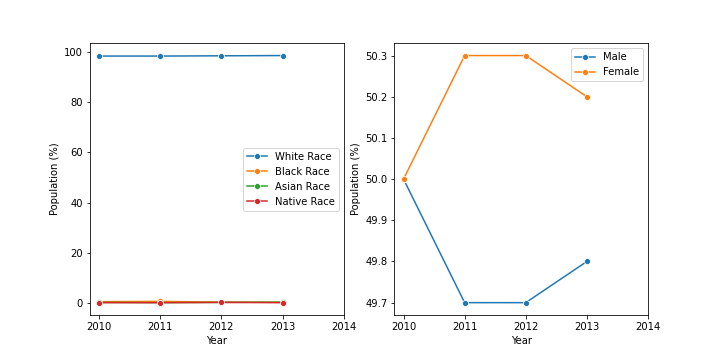 100
80
60
40
20
0
Population (%)
2010 2011 2012 2013 2014
Year
White Race
Black Race
Asian Race
Native Race
50.3
50.2
50.1
50.0
49.9
49.8
49.7
Population (%)
2010 2011 2012 2013 2014
Year
Male
Female